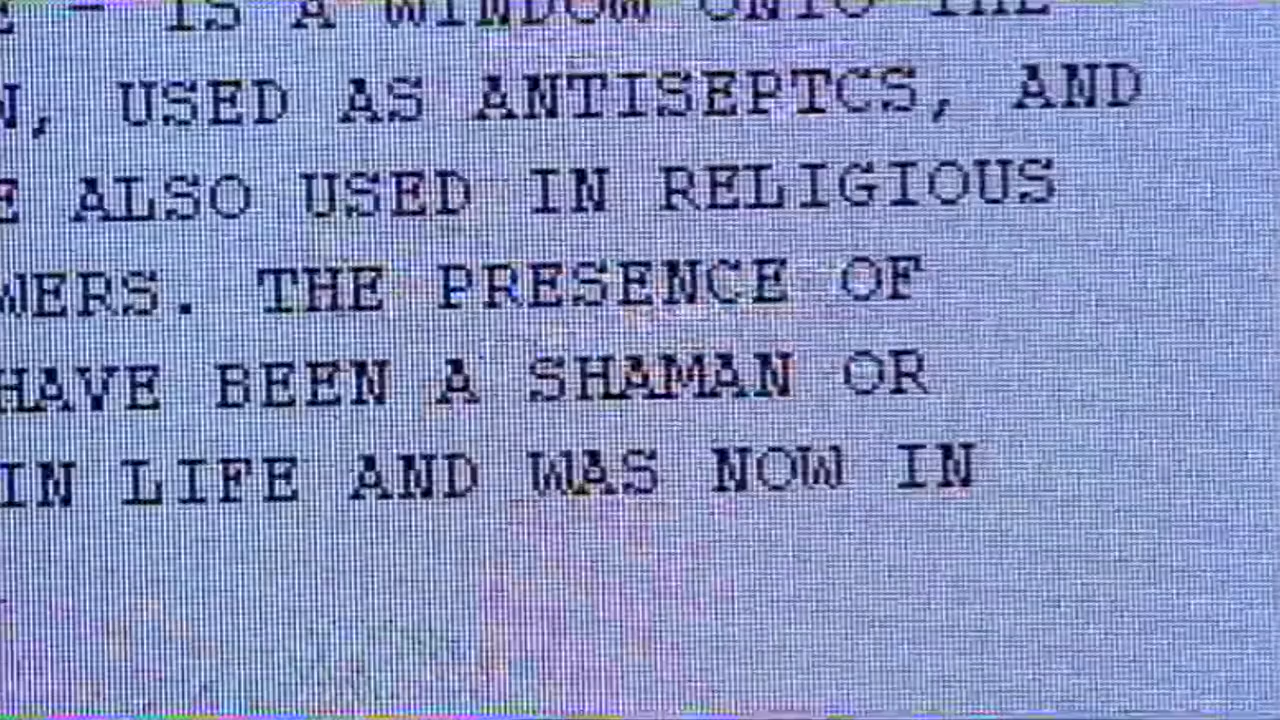 - IS A WINDOW ONTO THE
, USED AS ANTISEPTCS, AND
ALSO USED IN RELIGIOUS
WERS. THE PRESENCE OF
HAVE BEEN A SHAMAN OR
IN LIFE AND WAS NOW IN